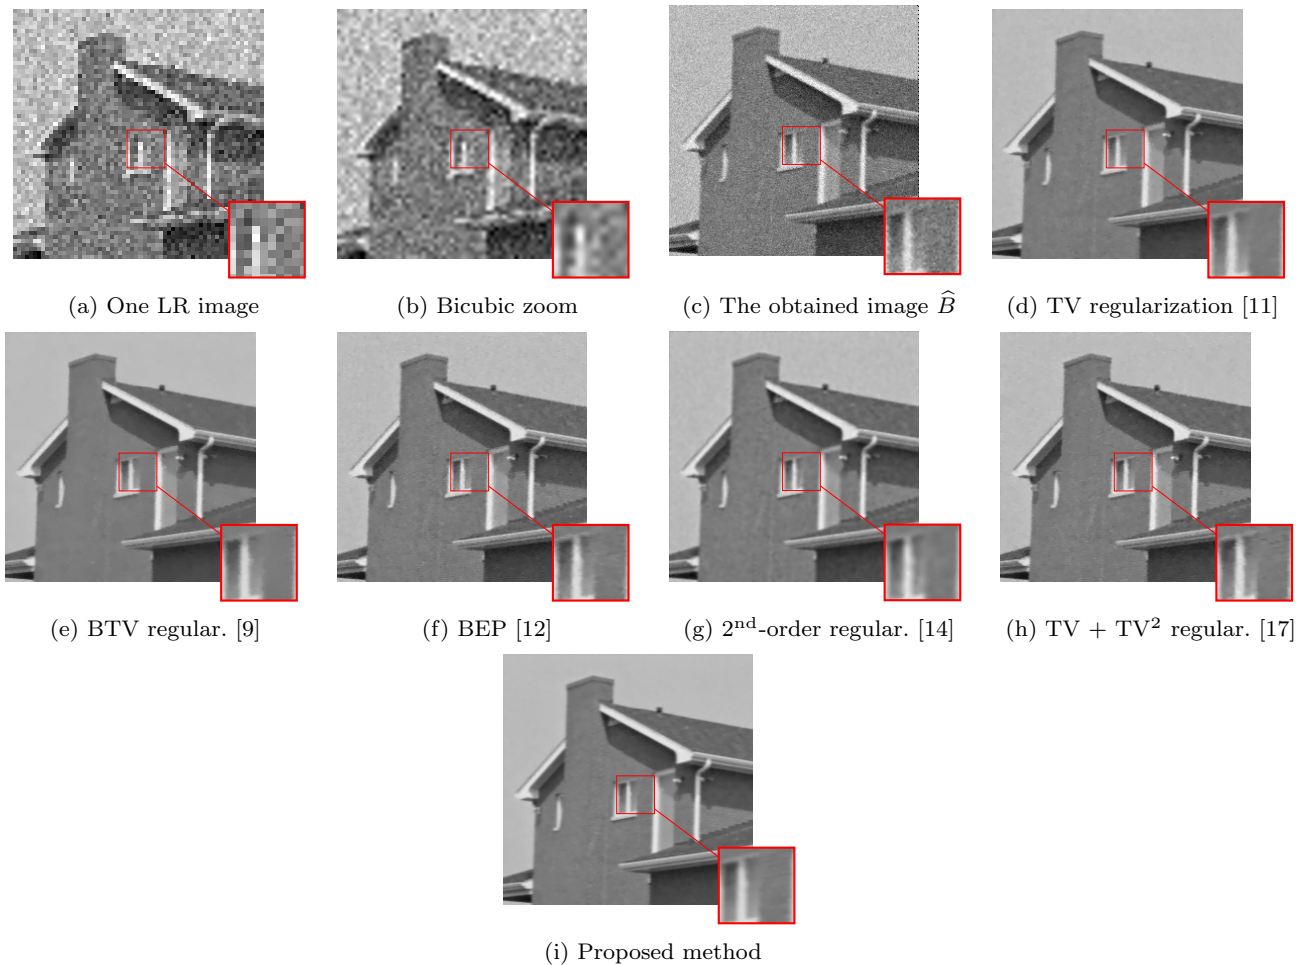 (a) One LR image
(b) Bicubic zoom
(c) The obtained image B̂
(d) TV regularization [11]
(e) BTV regular. [9]
(f) BEP [12]
(g) 2ⁿᵈ-order regular. [14]
(h) TV + TV² regular. [17]
(i) Proposed method